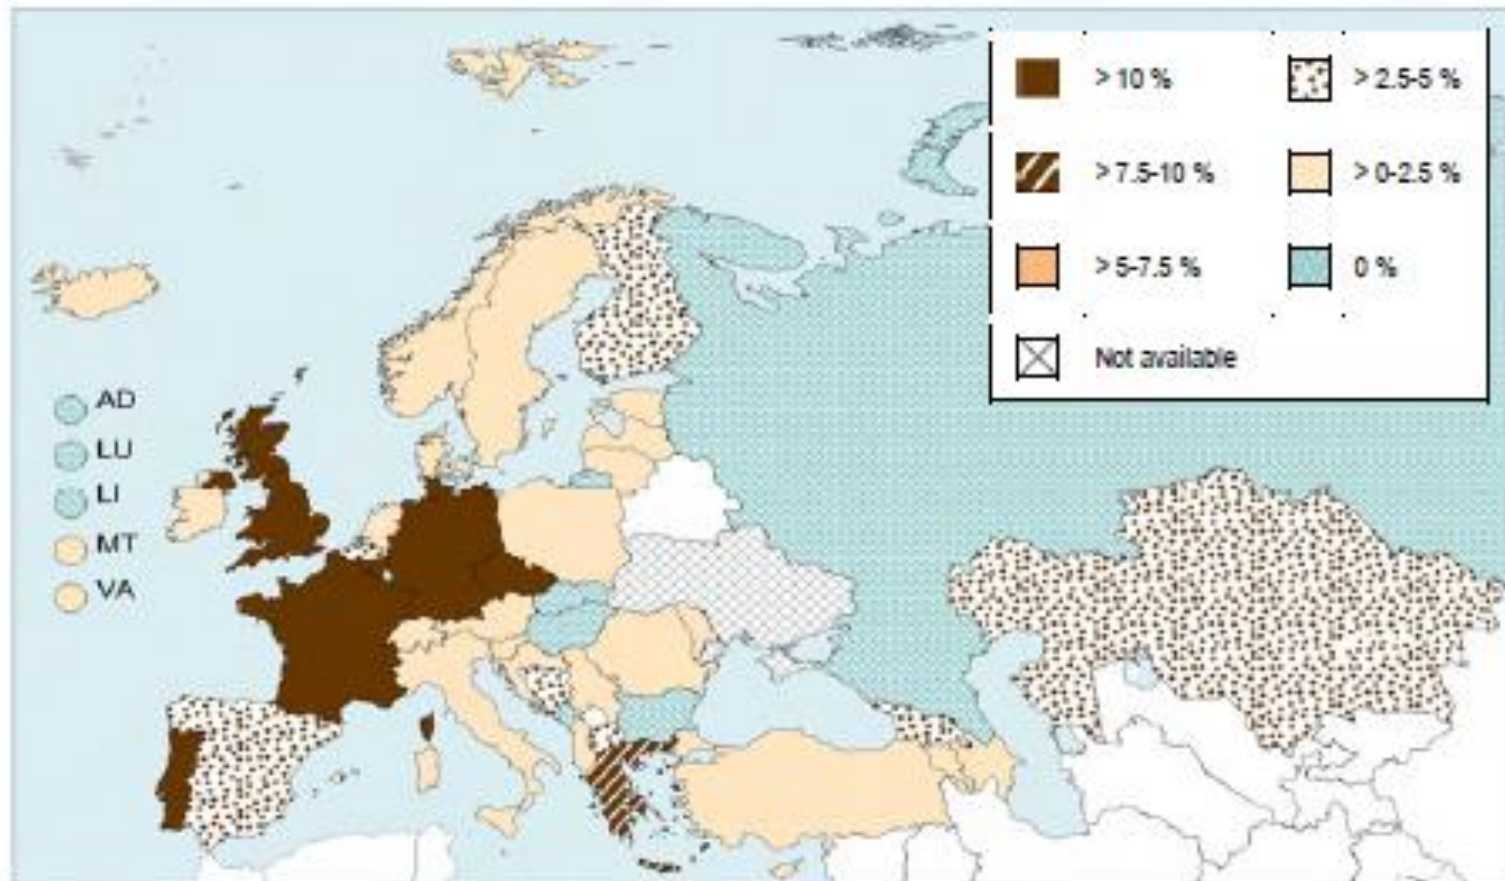 > 10 %
> 2.5-5 %
> 7.5-10 %
> 0-2.5 %
> 5-7.5 %
0 %
Not available
AD
LU
LI
MT
VA